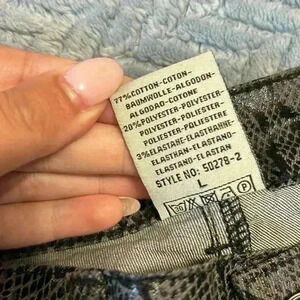 77% COTTON-COTON-
BAUMWOLLE-ALGODON-
ALGODAO-COTONE
20% POLYESTER-POLYESTER-
POLYESTER-POLIESTER-
POLIESTER-POLIESTERE
3% ELASTAN-ELASTHANNE-
ELASTHAN-ELASTANO-
ELASTANO-ELASTAN
STYLE NO: 50278-2
L
P